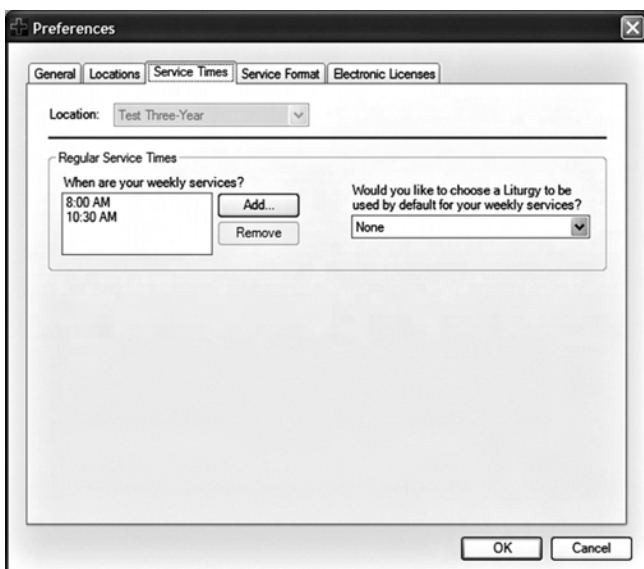 Preferences
General Locations Service Times Service Format Electronic Licenses
Location: Test Three-Year
Regular Service Times
When are your weekly services?
8:00 AM
10:30 AM
Add...
Remove
Would you like to choose a Liturgy to be
used by default for your weekly services?
None
OK Cancel